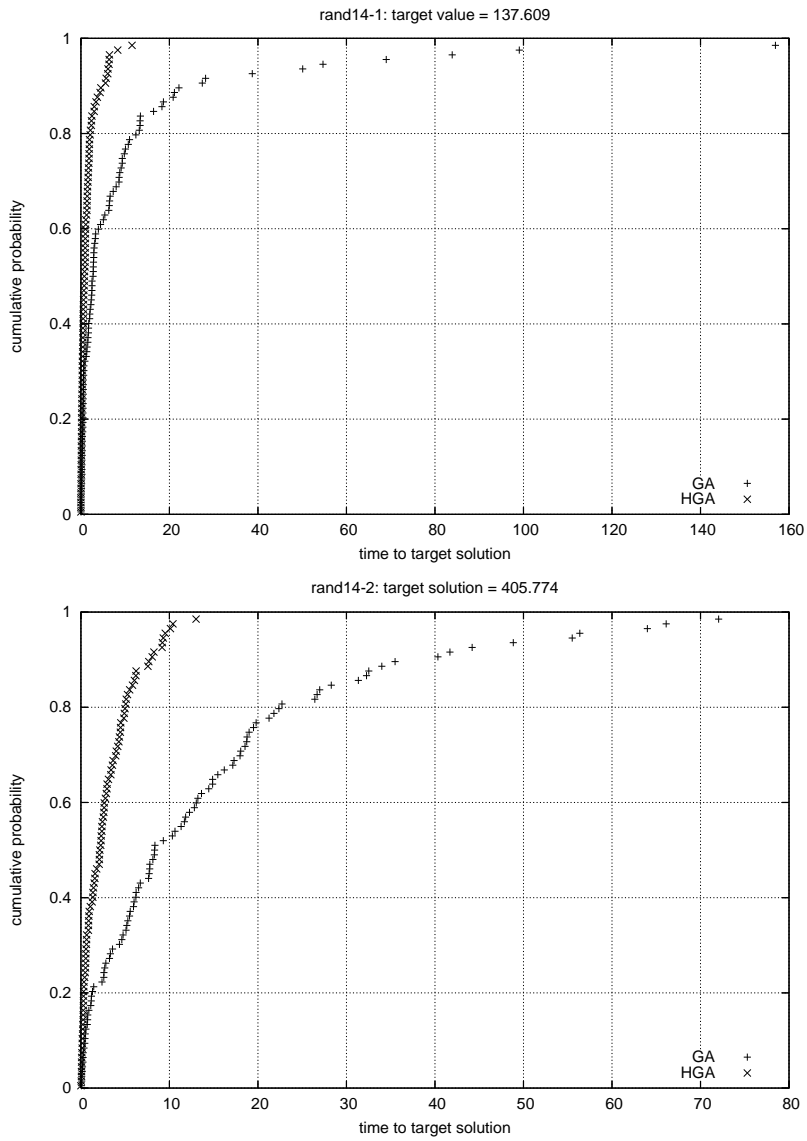 rand14-1: target value = 137.609
1
0.8
0.6
0.4
0.2
0
cumulative probability
GA
HGA
0 20 40 60 80 100 120 140 160
time to target solution
rand14-2: target solution = 405.774
1
0.8
0.6
0.4
0.2
0
cumulative probability
GA
HGA
0 10 20 30 40 50 60 70 80
time to target solution